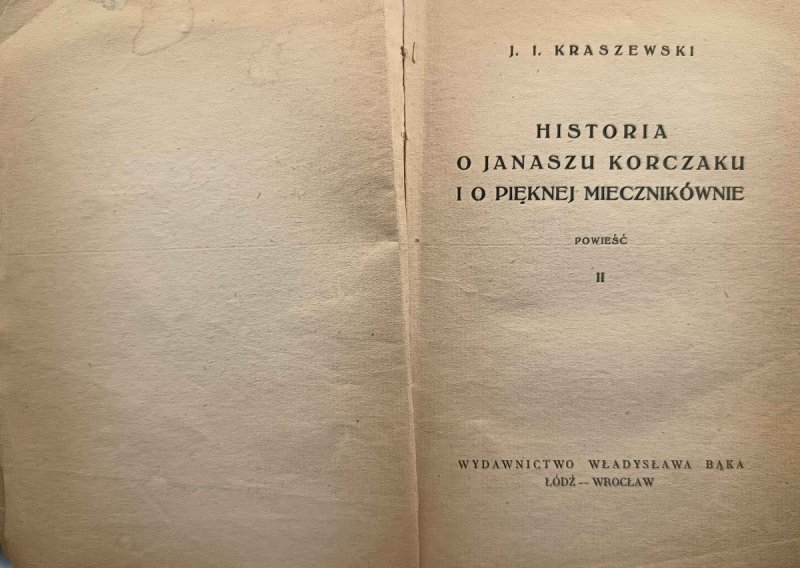 J. I. KRASZEWSKI
HISTORIA
O JANASZU KORCZAKU
I O PIĘKNEJ MIECZNIKÓWNIE
POWIEŚĆ
II
WYDAWNICTWO WŁADYSŁAWA BĄKA
ŁÓDŹ — WROCŁAW